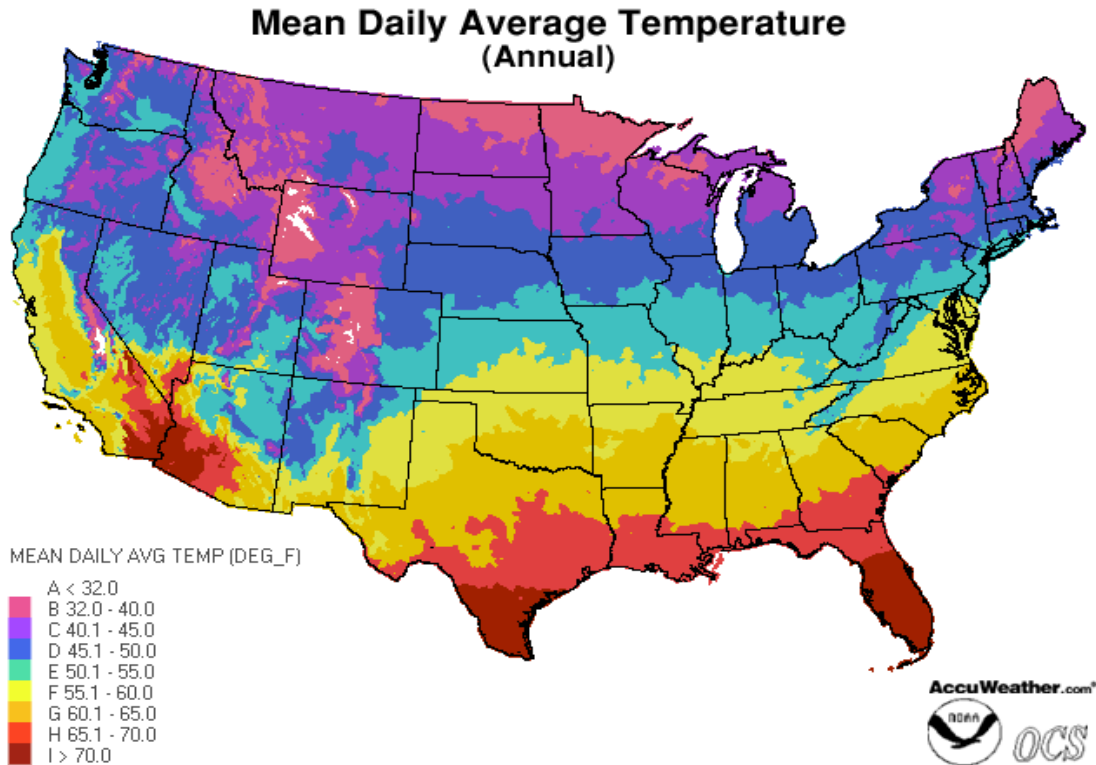 Mean Daily Average Temperature
(Annual)
MEAN DAILY AVG TEMP (DEG_F)
A < 32.0
B 32.0 - 40.0
C 40.1 - 45.0
D 45.1 - 50.0
E 50.1 - 55.0
F 55.1 - 60.0
G 60.1 - 65.0
H 65.1 - 70.0
I > 70.0
AccuWeather.com®
NOAA
OCS